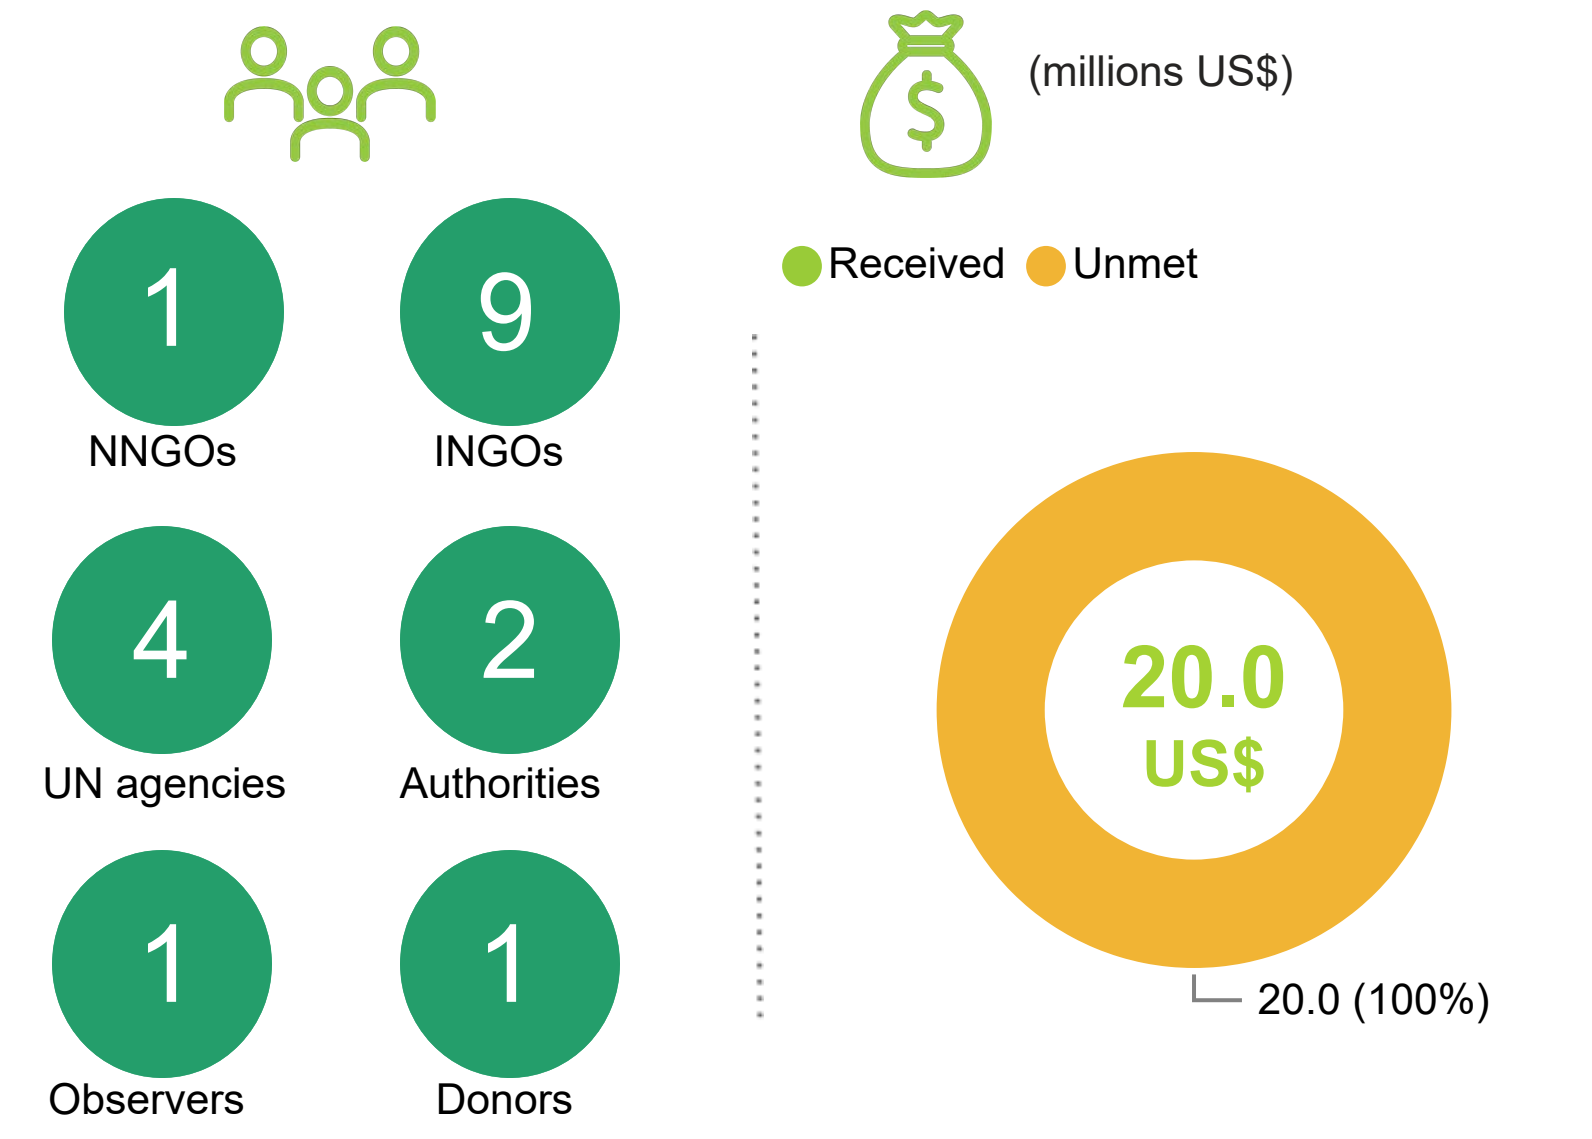 $
(millions US$)
Received
Unmet
1
9
NNGOs
INGOs
4
2
UN agencies
Authorities
1
1
Observers
Donors
20.0
US$
20.0 (100%)